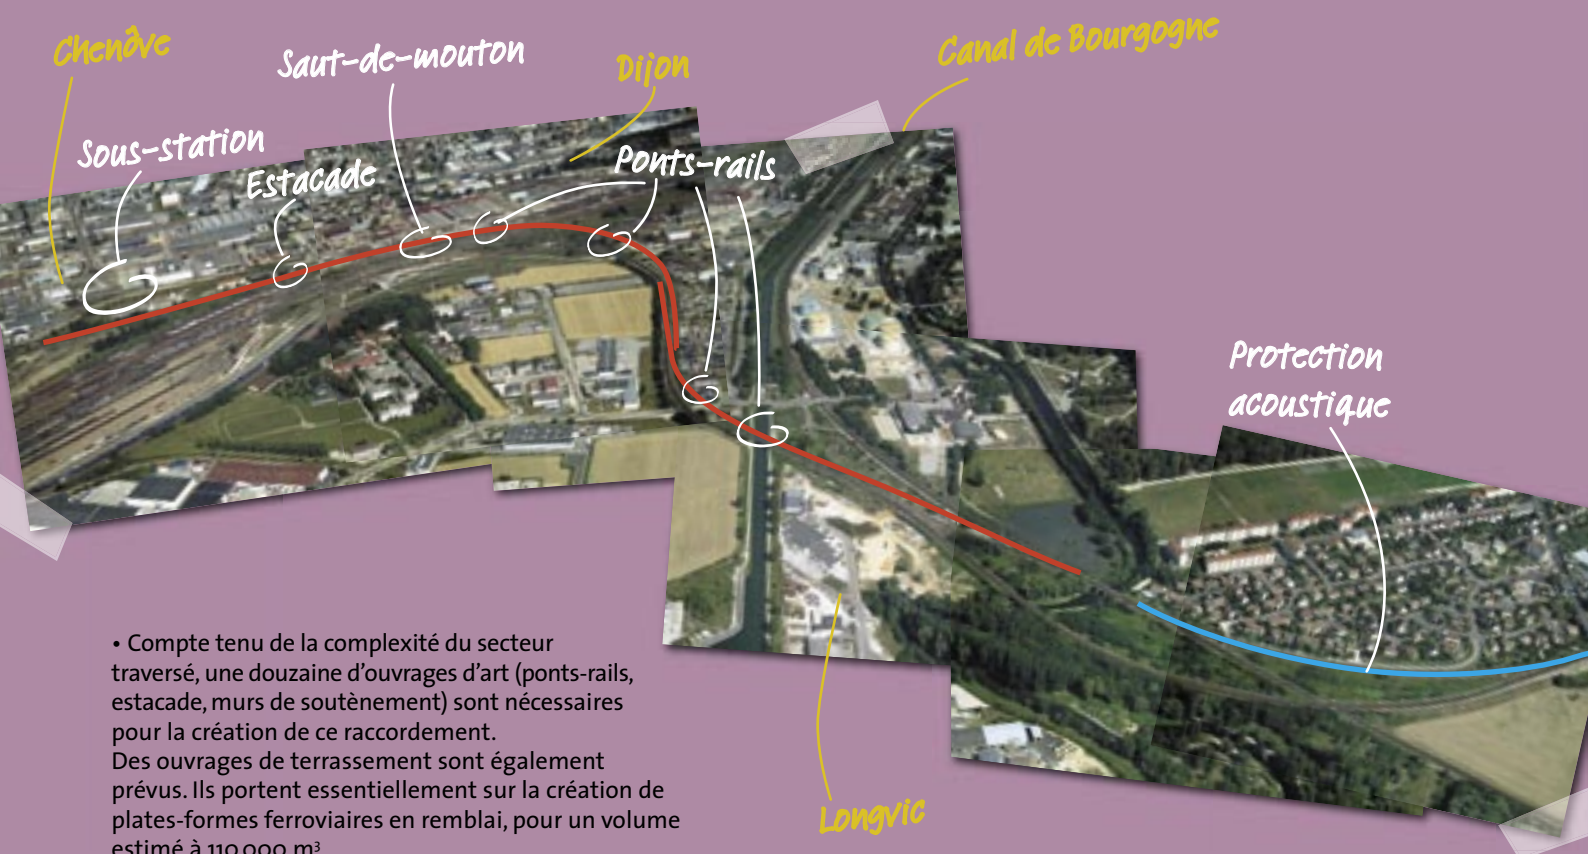 Chenôve
Saut-de-mouton
Dijon
Canal de Bourgogne
Sous-station
Estacade
Ponts-rails
Protection
acoustique
• Compte tenu de la complexité du secteur
traversé, une douzaine d'ouvrages d'art (ponts-rails,
estacade, murs de soutènement) sont nécessaires
pour la création de ce raccordement.
Des ouvrages de terrassement sont également
prévus. Ils portent essentiellement sur la création de
plates-formes ferroviaires en remblai, pour un volume
estimé à 110 000 m³
Longvic